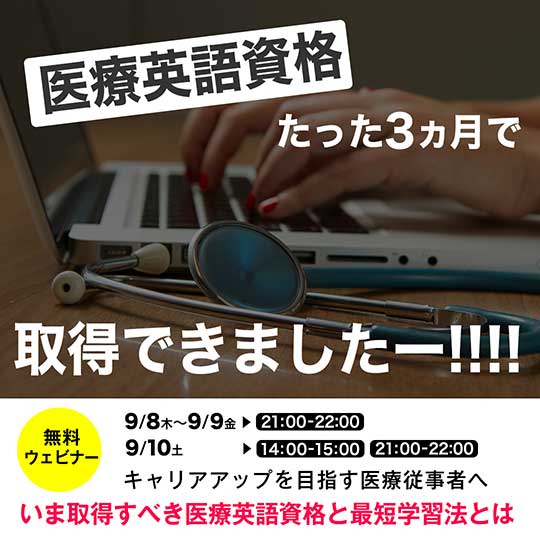 医療英語資格
たった3ヵ月で
取得できましたー!!!!
無料
ウェビナー
9/8木～9/9金 ▶ 21:00-22:00
9/10土 ▶ 14:00-15:00 21:00-22:00
キャリアアップを目指す医療従事者へ
いま取得すべき医療英語資格と最短学習法とは